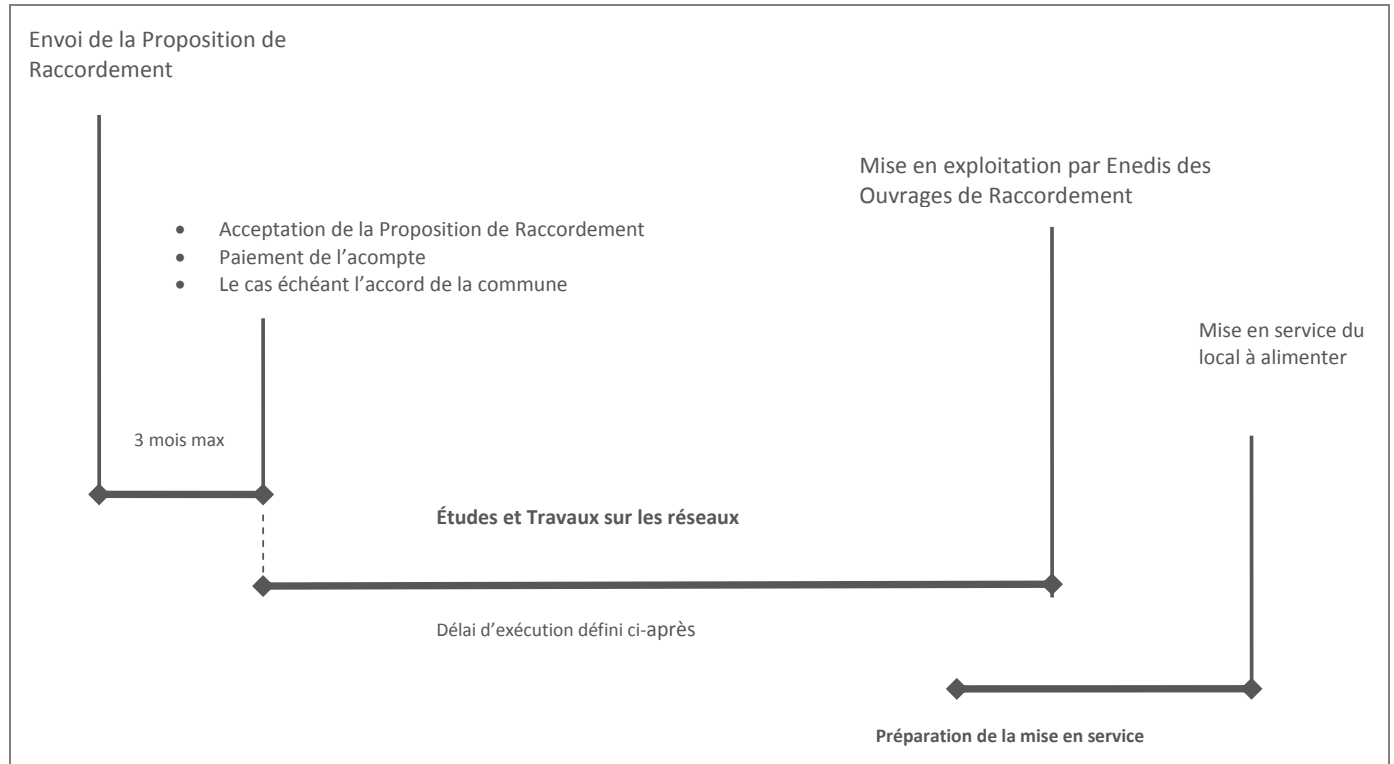 Envoi de la Proposition de
Raccordement
Mise en exploitation par Enedis des
Ouvrages de Raccordement
• Acceptation de la Proposition de Raccordement
• Paiement de l’acompte
• Le cas échéant l’accord de la commune
Mise en service du
local à alimenter
3 mois max
Études et Travaux sur les réseaux
Délai d’exécution défini ci-après
Préparation de la mise en service